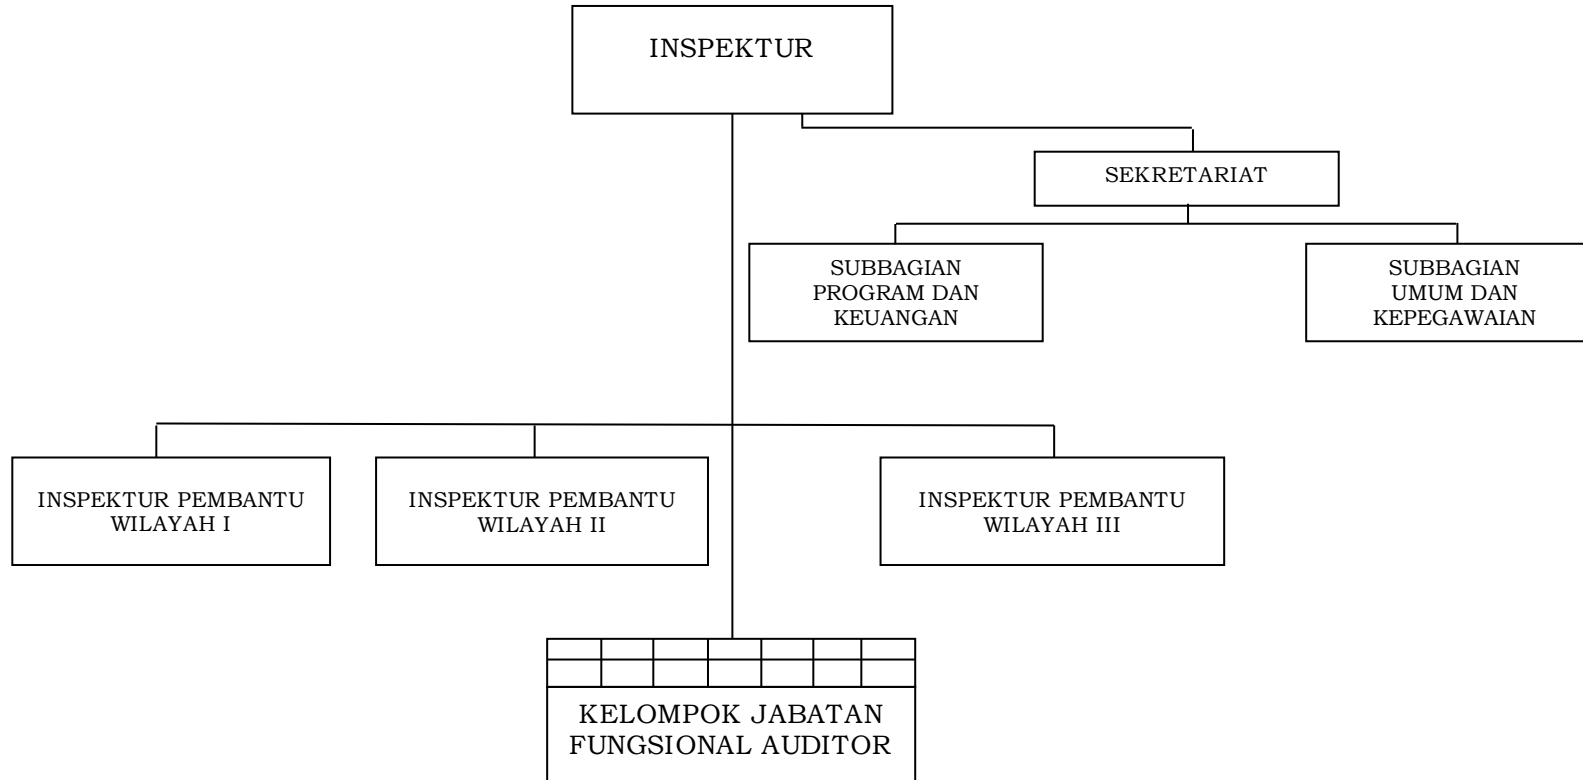 INSPEKTUR
SEKRETARIAT
SUBBAGIAN
PROGRAM DAN
KEUANGAN
SUBBAGIAN
UMUM DAN
KEPEGAWAIAN
INSPEKTUR PEMBANTU
WILAYAH I
INSPEKTUR PEMBANTU
WILAYAH II
INSPEKTUR PEMBANTU
WILAYAH III
KELOMPOK JABATAN
FUNGSIONAL AUDITOR